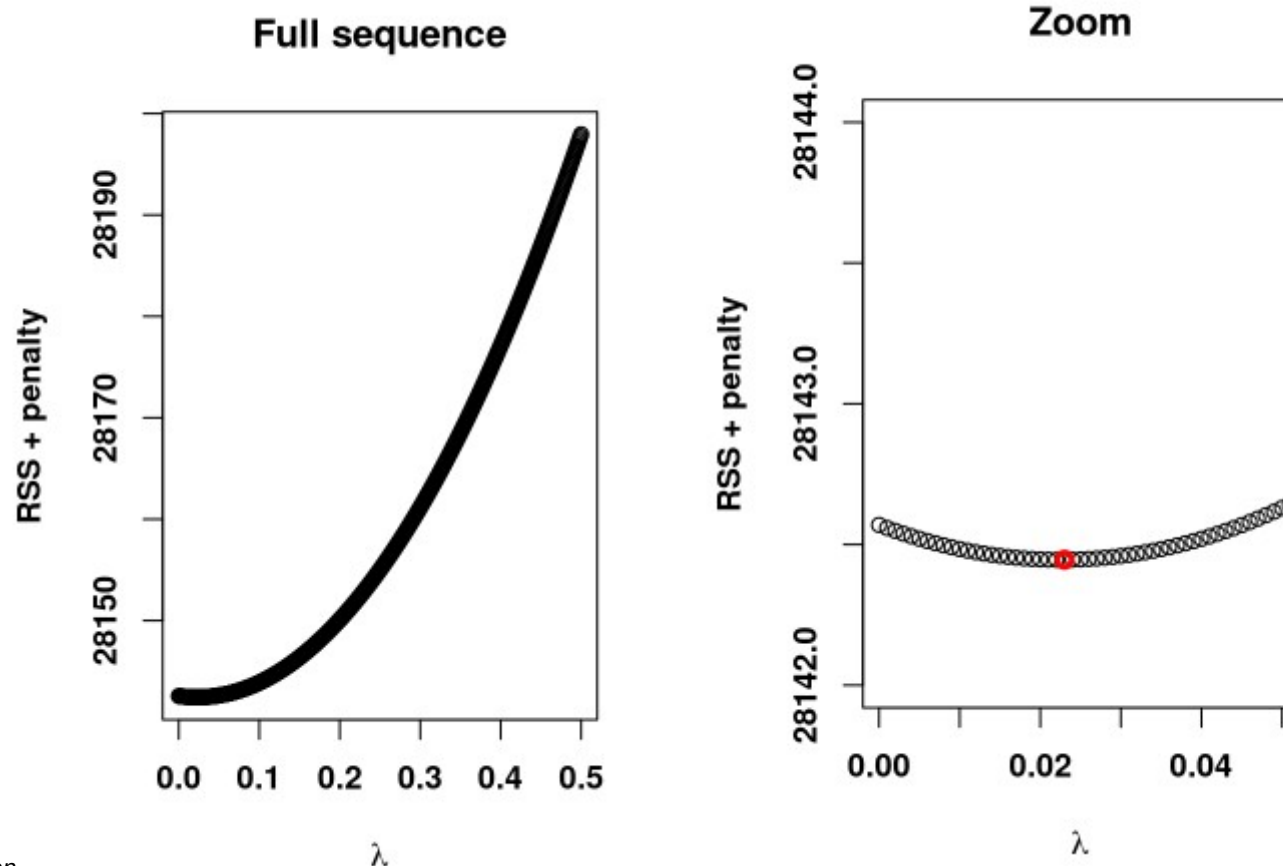 Full sequence
RSS + penalty
28190
28170
28150
0.0 0.1 0.2 0.3 0.4 0.5
λ
Zoom
RSS + penalty
28144.0
28143.0
28142.0
0.00 0.02 0.04
λ